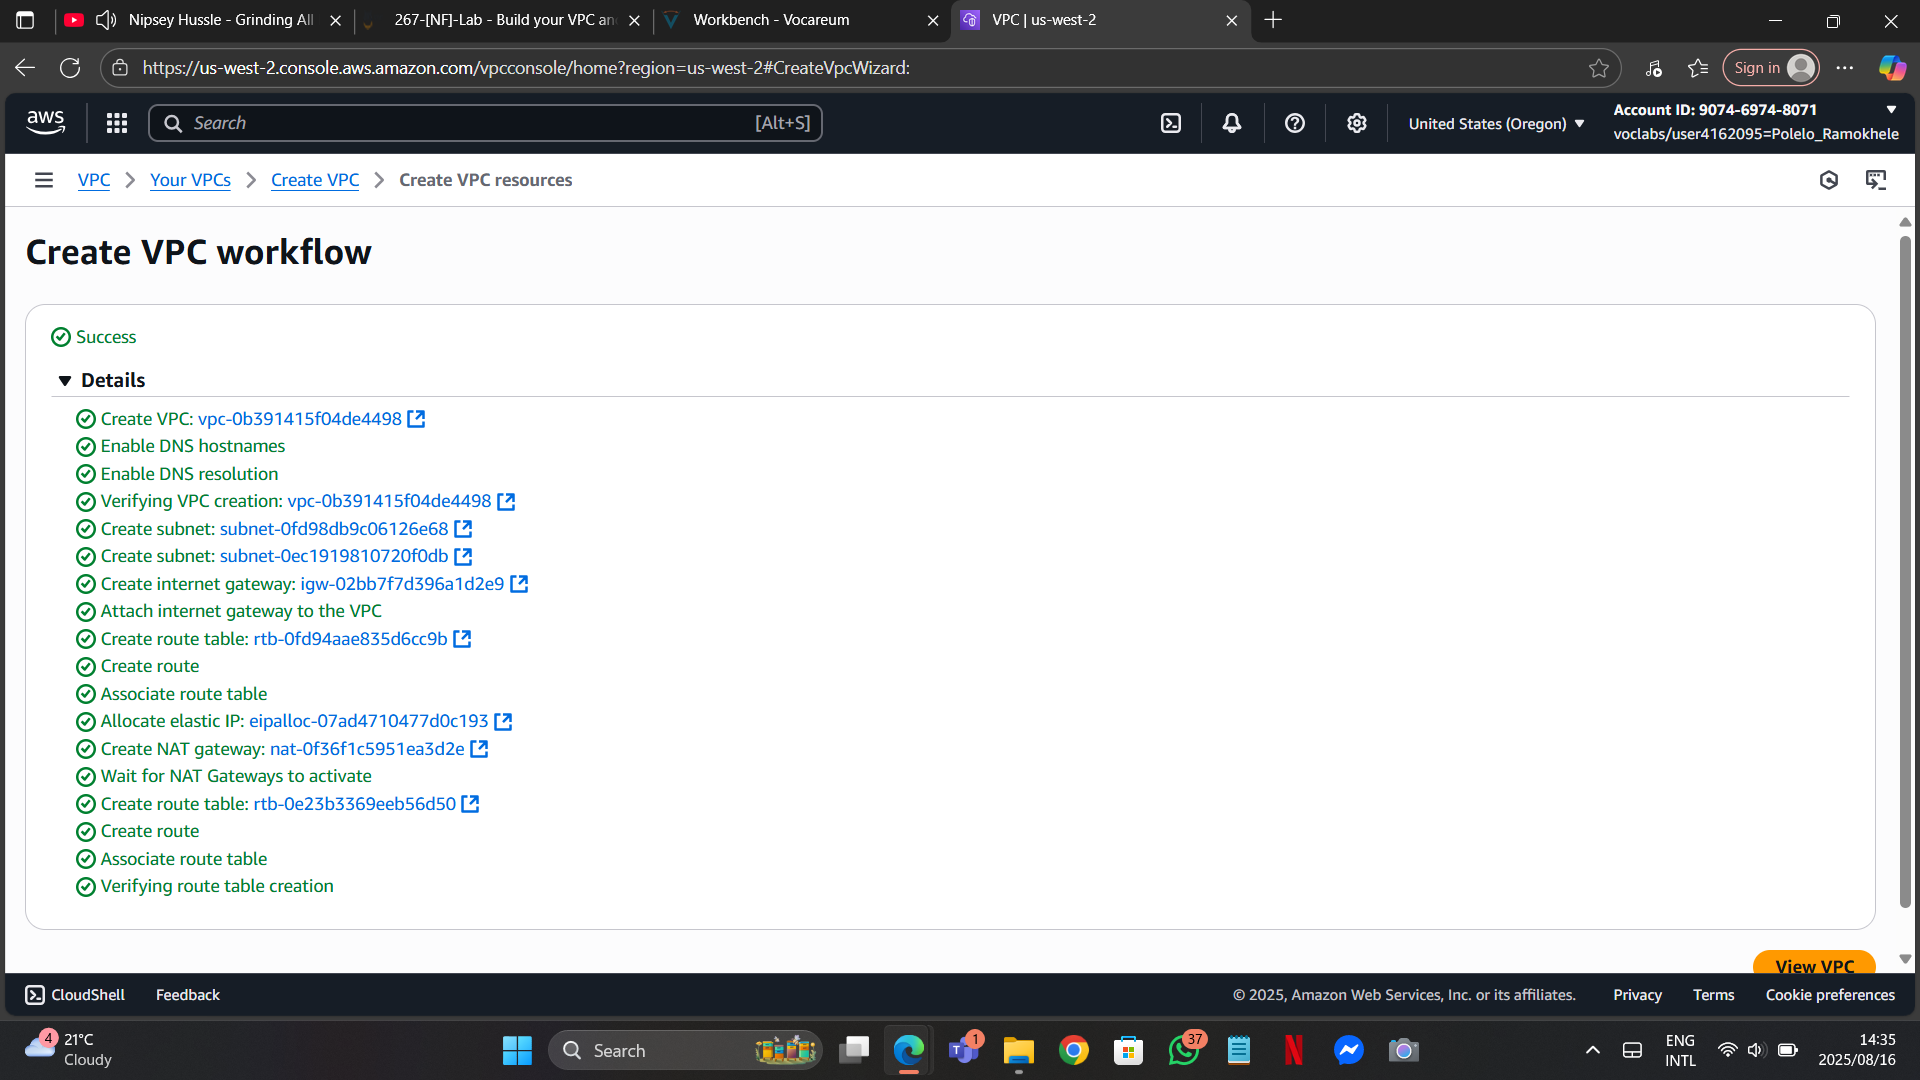 Nipsey Hussle - Grinding All
267-[NF]-Lab - Build your VPC an
Workbench - Vocareum
VPC | us-west-2
https://us-west-2.console.aws.amazon.com/vpcconsole/home?region=us-west-2#CreateVpcWizard:
Sign in
aws
Search
[Alt+S]
United States (Oregon)
Account ID: 9074-6974-8071
voclabs/user4162095=Polelo_Ramokhele
VPC
Your VPCs
Create VPC
Create VPC resources
Create VPC workflow
Success
Details
Create VPC: vpc-0b391415f04de4498
Enable DNS hostnames
Enable DNS resolution
Verifying VPC creation: vpc-0b391415f04de4498
Create subnet: subnet-0fd98db9c06126e68
Create subnet: subnet-0ec1919810720f0db
Create internet gateway: igw-02bb7f7d396a1d2e9
Attach internet gateway to the VPC
Create route table: rtb-0fd94aae835d6cc9b
Create route
Associate route table
Allocate elastic IP: eipalloc-07ad4710477d0c193
Create NAT gateway: nat-0f36f1c5951ea3d2e
Wait for NAT Gateways to activate
Create route table: rtb-0e23b3369eeb56d50
Create route
Associate route table
Verifying route table creation
View VPC
CloudShell
Feedback
© 2025, Amazon Web Services, Inc. or its affiliates.
Privacy
Terms
Cookie preferences
4
21°C
Cloudy
Search
1
37
ENG
INTL
14:35
2025/08/16